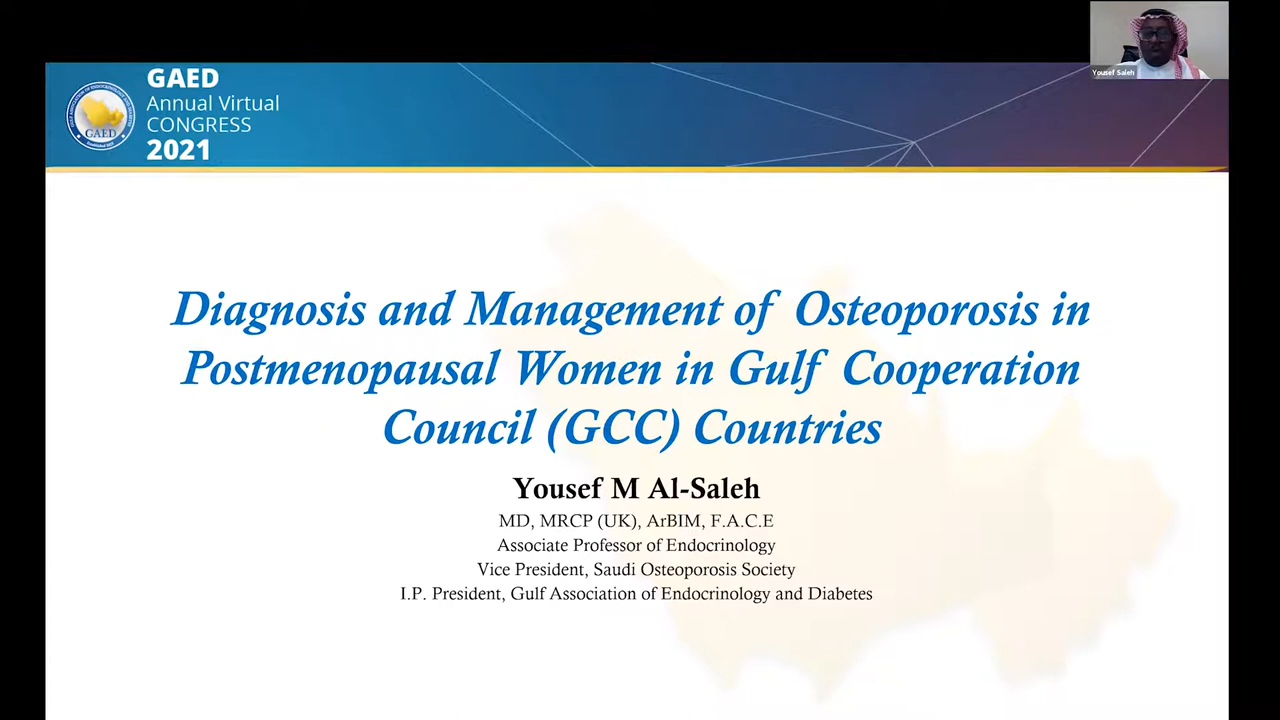 Yousef Saleh
GAED
Annual Virtual
CONGRESS
2021
GAED
Diagnosis and Management of Osteoporosis in
Postmenopausal Women in Gulf Cooperation
Council (GCC) Countries
Yousef M Al-Saleh
MD, MRCP (UK), ArBIM, F.A.C.E
Associate Professor of Endocrinology
Vice President, Saudi Osteoporosis Society
I.P. President, Gulf Association of Endocrinology and Diabetes